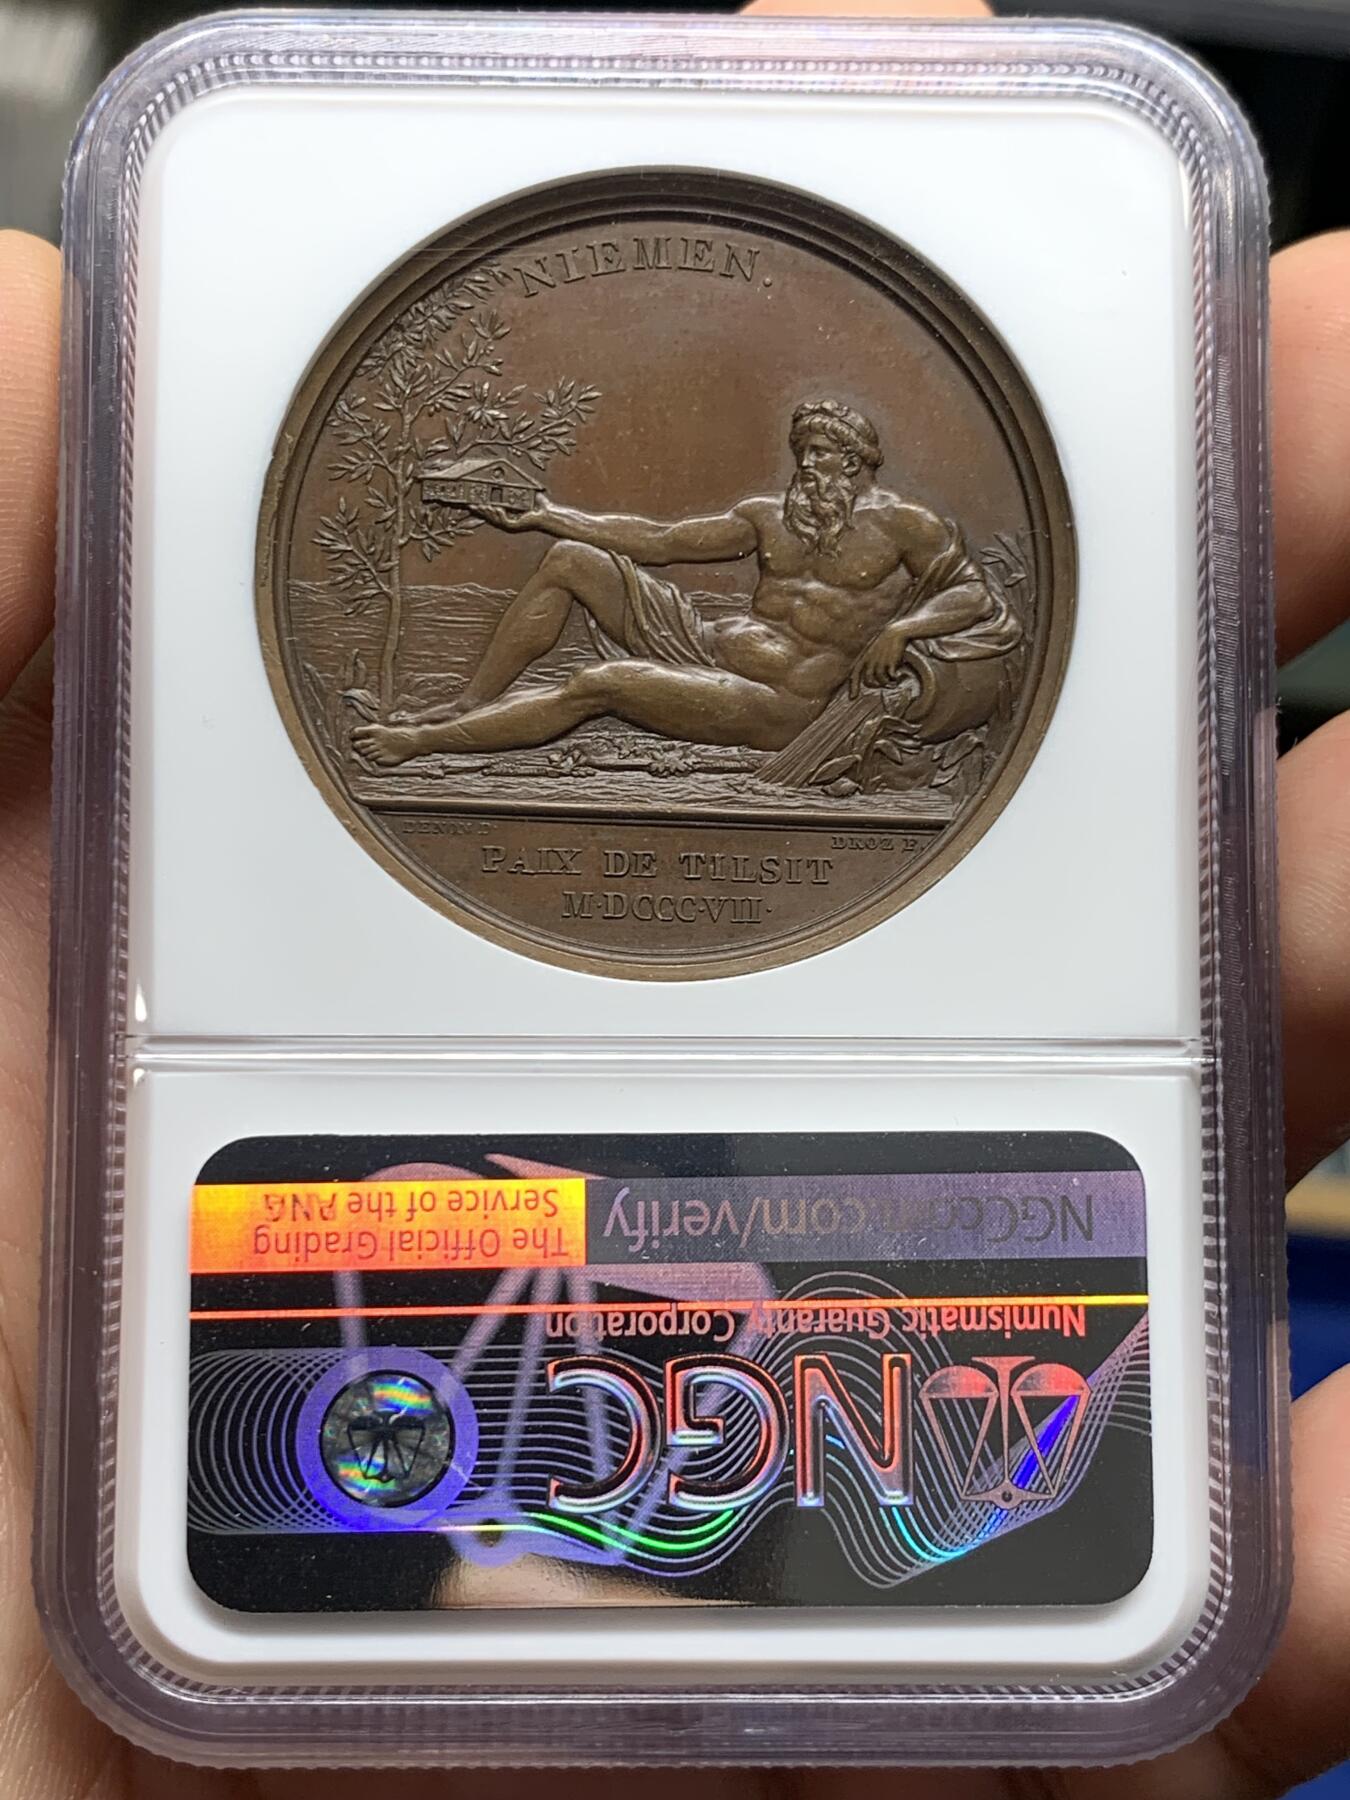 NIEMEN.
DENON D.
DROZ F.
PAIX DE TILSIT
M·DCCC·VII·
NGCcoin.com/verify
The Official Grading
Service of the ANA
Numismatic Guaranty Corporation
NGC